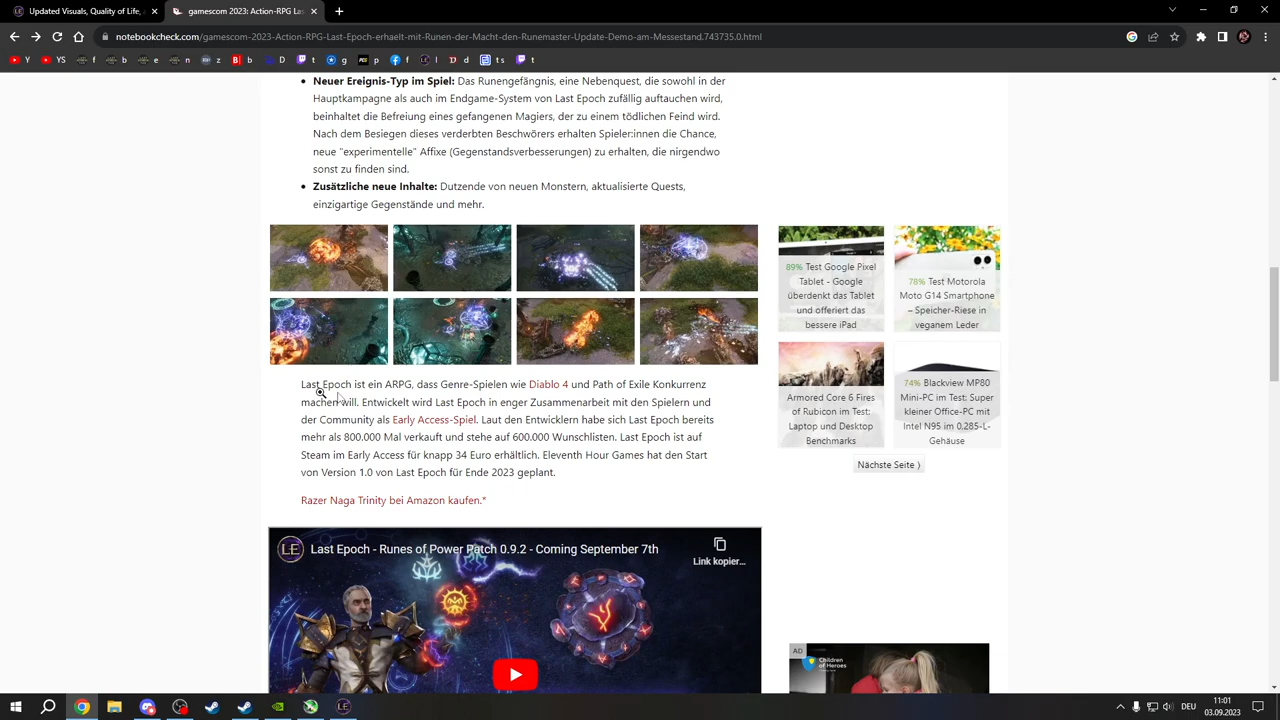 Updated Visuals, Quality of Life, ×
gamescom 2023: Action-RPG Las ×
notebookcheck.com/gamescom-2023-Action-RPG-Last-Epoch-erhaelt-mit-Runen-der-Macht-den-Runemaster-Update-Demo-am-Messestand.743735.0.html
Y YS f b e n z b D g p f l d t s t
Neuer Ereignis-Typ im Spiel: Das Runengefängnis, eine Nebenquest, die sowohl in der
Hauptkampagne als auch im Endgame-System von Last Epoch zufällig auftauchen wird,
beinhaltet die Befreiung eines gefangenen Magiers, der zu einem tödlichen Feind wird.
Nach dem Besiegen dieses verderbten Beschwörers erhalten Spieler:innen die Chance,
neue "experimentelle" Affixe (Gegenstandsverbesserungen) zu erhalten, die nirgendwo
sonst zu finden sind.
Zusätzliche neue Inhalte: Dutzende von neuen Monstern, aktualisierte Quests,
einzigartige Gegenstände und mehr.
Last Epoch ist ein ARPG, dass Genre-Spielen wie Diablo 4 und Path of Exile Konkurrenz
machen will. Entwickelt wird Last Epoch in enger Zusammenarbeit mit den Spielern und
der Community als Early Access-Spiel. Laut den Entwicklern habe sich Last Epoch bereits
mehr als 800.000 Mal verkauft und stehe auf 600.000 Wunschlisten. Last Epoch ist auf
Steam im Early Access für knapp 34 Euro erhältlich. Eleventh Hour Games hat den Start
von Version 1.0 von Last Epoch für Ende 2023 geplant.
Razer Naga Trinity bei Amazon kaufen.*
LE Last Epoch - Runes of Power Patch 0.9.2 - Coming September 7th
Link kopier...
89% Test Google Pixel
Tablet - Google
überdenkt das Tablet
und offeriert das
bessere iPad
78% Test Motorola
Moto G14 Smartphone
– Speicher-Riese in
veganem Leder
Armored Core 6 Fires
of Rubicon im Test:
Laptop und Desktop
Benchmarks
74% Blackview MP80
Mini-PC im Test: Super
kleiner Office-PC mit
Intel N95 im 0,285-L-
Gehäuse
Nächste Seite ⟩
AD
Children
of Heroes
DEU
11:01
03.09.2023